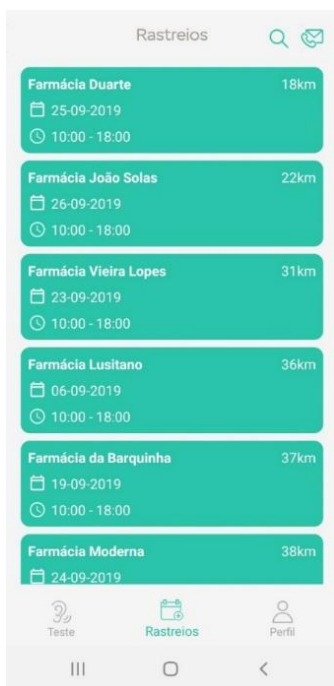 Rastreios
Farmácia Duarte 18km
25-09-2019
10:00 - 18:00
Farmácia João Solas 22km
26-09-2019
10:00 - 18:00
Farmácia Vieira Lopes 31km
23-09-2019
10:00 - 18:00
Farmácia Lusitano 36km
06-09-2019
10:00 - 18:00
Farmácia da Barquinha 37km
19-09-2019
10:00 - 18:00
Farmácia Moderna 38km
24-09-2019
Teste Rastreios Perfil